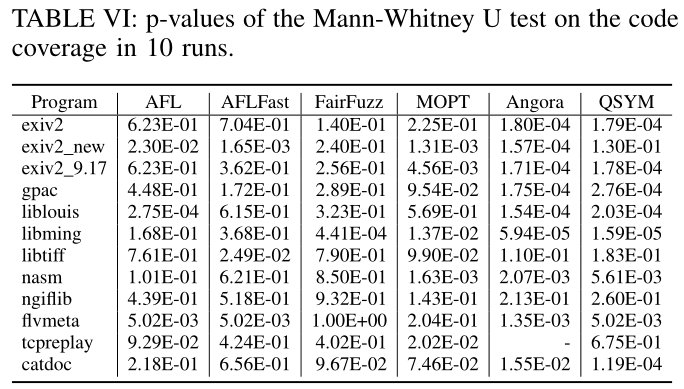 TABLE VI: p-values of the Mann-Whitney U test on the code
coverage in 10 runs.
Program AFL AFLFast FairFuzz MOPT Angora QSYM
exiv2 6.23E-01 7.04E-01 1.40E-01 2.25E-01 1.80E-04 1.79E-04
exiv2_new 2.30E-02 1.65E-03 2.40E-01 1.31E-03 1.57E-04 1.30E-01
exiv2_9.17 6.23E-01 3.62E-01 2.56E-01 4.56E-03 1.71E-04 1.78E-04
gpac 4.48E-01 1.72E-01 2.89E-01 9.54E-02 1.75E-04 2.76E-04
liblouis 2.75E-04 6.15E-01 3.23E-01 5.69E-01 1.54E-04 2.03E-04
libming 1.68E-01 3.68E-01 4.41E-04 1.37E-02 5.94E-05 1.59E-05
libtiff 7.61E-01 2.49E-02 7.90E-01 9.90E-02 1.10E-01 1.83E-01
nasm 1.01E-01 6.21E-01 8.50E-01 1.63E-03 2.07E-03 5.61E-03
ngiflib 4.39E-01 5.18E-01 9.32E-01 1.43E-01 2.13E-01 2.60E-01
flvmeta 5.02E-03 5.02E-03 1.00E+00 2.04E-01 1.35E-03 5.02E-03
tcpreplay 9.29E-02 4.24E-01 4.02E-01 2.02E-02 - 6.75E-01
catdoc 2.18E-01 6.56E-01 9.67E-02 7.46E-02 1.55E-02 1.19E-04